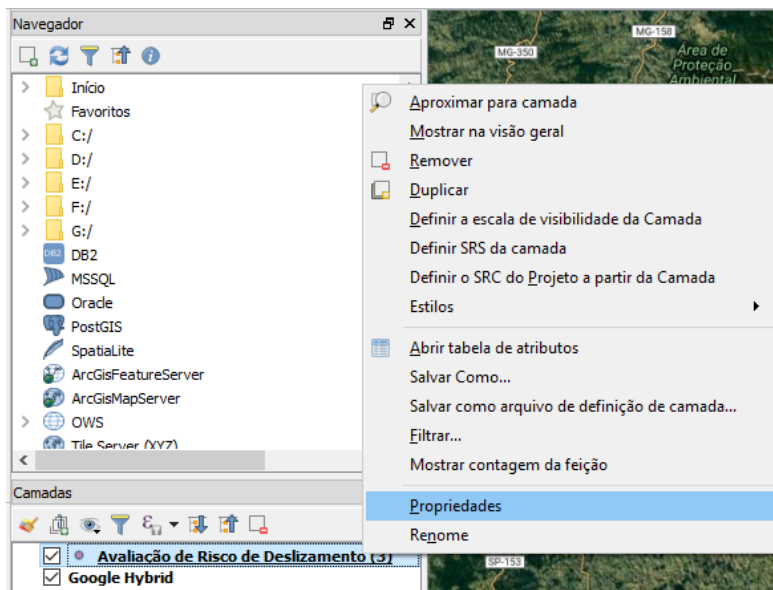 Navegador
Início
Favoritos
C:/
D:/
E:/
F:/
G:/
DB2
DB2
MSSQL
Oracle
PostGIS
SpatiaLite
ArcGisFeatureServer
ArcGisMapServer
OWS
Tile Server (XYZ)
Camadas
Avaliação de Risco de Deslizamento (3)
Google Hybrid
MG-158
MG-350
Área de
Proteção
Ambiental
Aproximar para camada
Mostrar na visão geral
Remover
Duplicar
Definir a escala de visibilidade da Camada
Definir SRS da camada
Definir o SRC do Projeto a partir da Camada
Estilos
Abrir tabela de atributos
Salvar Como...
Salvar como arquivo de definição de camada...
Filtrar...
Mostrar contagem da feição
Propriedades
Renome
SP-153